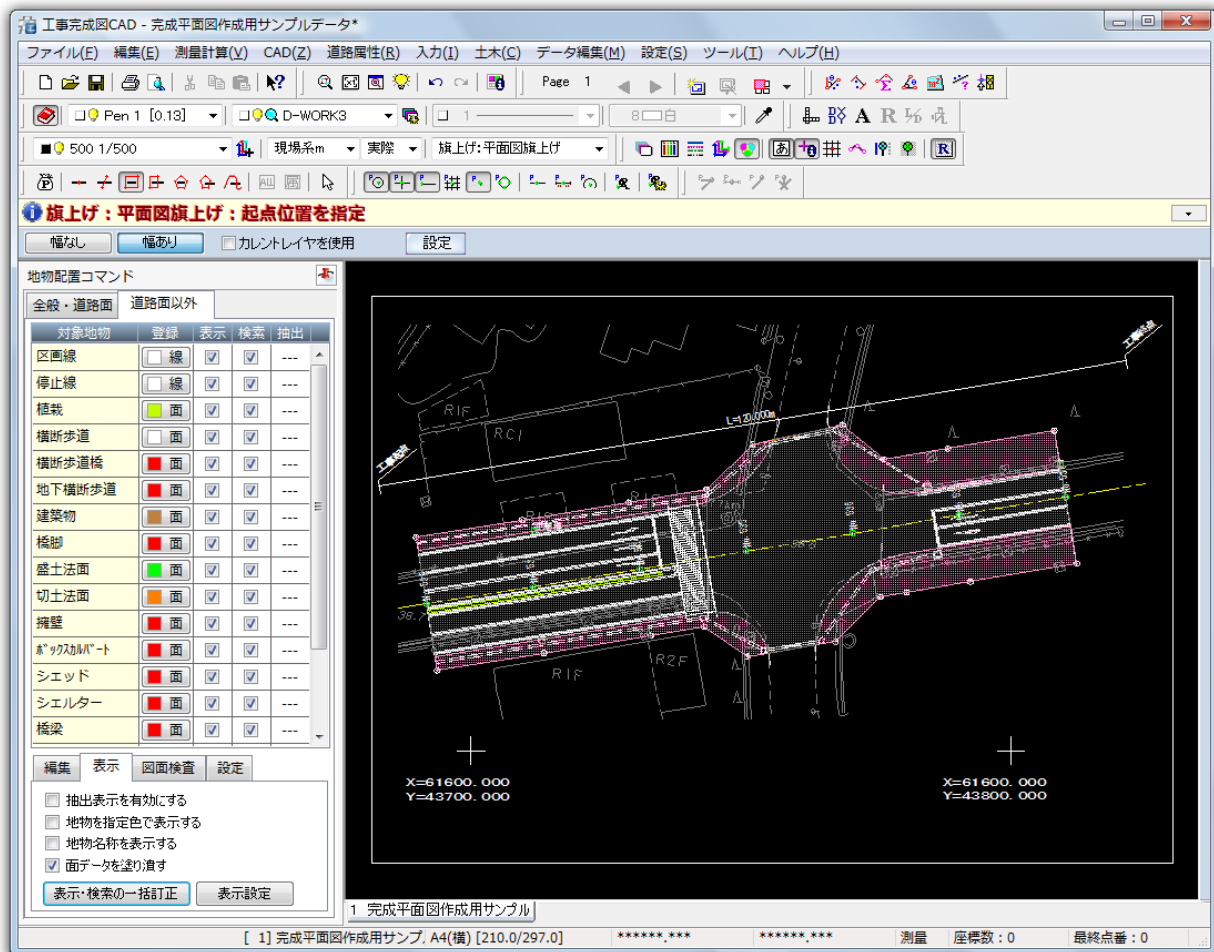 工事完成図CAD - 完成平面図作成用サンプルデータ*
ファイル(F) 編集(E) 測量計算(V) CAD(Z) 道路属性(R) 入力(I) 土木(C) データ編集(M) 設定(S) ツール(T) ヘルプ(H)
Page 1
Pen 1 [0.13] D-WORK3 1 8 白
500 1/500 現場系m 実際 旗上げ:平面図旗上げ
旗上げ：平面図旗上げ：起点位置を指定
幅なし 幅あり カレントレイヤを使用 設定
地物配置コマンド
全般・道路面 道路面以外
対象地物 登録 表示 検索 抽出
区画線 線 ---
停止線 線 ---
植栽 面 ---
横断歩道 面 ---
横断歩道橋 面 ---
地下横断歩道 面 ---
建築物 面 ---
橋脚 面 ---
盛土法面 面 ---
切土法面 面 ---
擁壁 面 ---
ﾎﾞｯｸｽｶﾙﾊﾞｰﾄ 面 ---
シェッド 面 ---
シェルター 面 ---
橋梁 面 ---
編集 表示 図面検査 設定
抽出表示を有効にする
地物を指定色で表示する
地物名称を表示する
面データを塗り潰す
表示・検索の一括訂正 表示設定
工事終点
R1F
RC1
L=120.000m
工事起点
R1F
R2F
X=61600.000
Y=43700.000
X=61600.000
Y=43800.000
1 完成平面図作成用サンプル
[ 1] 完成平面図作成用サンプ. A4(横) [210.0/297.0] ******.*** ******.*** 測量 座標数：0 最終点番：0